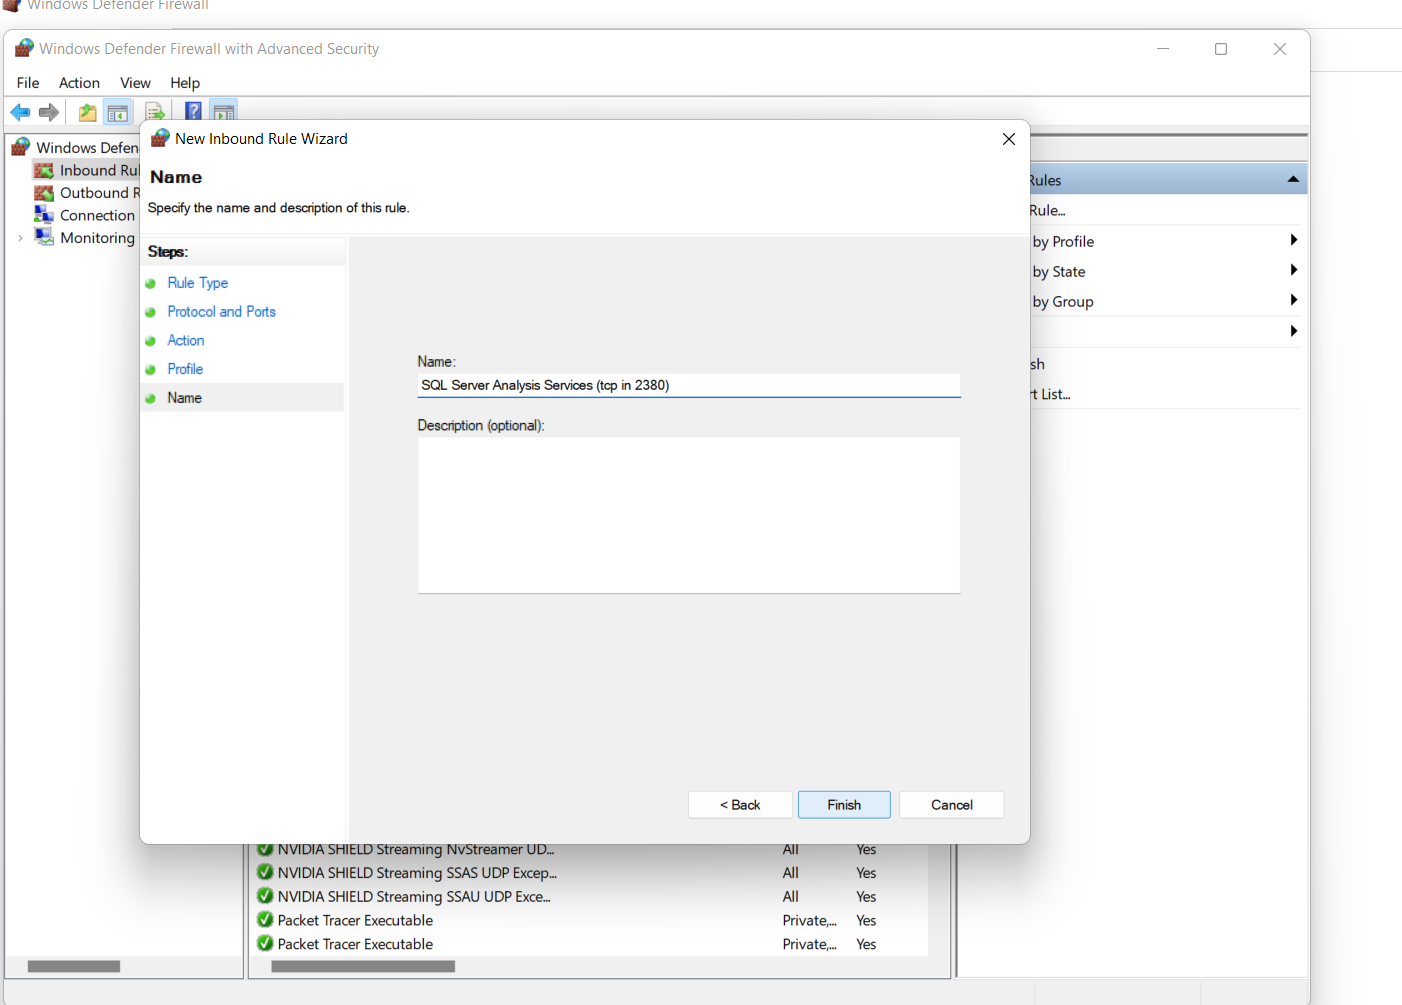 Windows Defender Firewall
Windows Defender Firewall with Advanced Security
File Action View Help
New Inbound Rule Wizard
Name
Specify the name and description of this rule.
Steps:
Rule Type
Protocol and Ports
Action
Profile
Name
Name:
SQL Server Analysis Services (tcp in 2380)
Description (optional):
< Back Finish Cancel
Windows Defen
Inbound Rul
Outbound R
Connection
Monitoring
Rules
Rule...
by Profile
by State
by Group
sh
t List...
NVIDIA SHIELD Streaming NvStreamer UD... All Yes
NVIDIA SHIELD Streaming SSAS UDP Excep... All Yes
NVIDIA SHIELD Streaming SSAU UDP Exce... All Yes
Packet Tracer Executable Private,... Yes
Packet Tracer Executable Private,... Yes